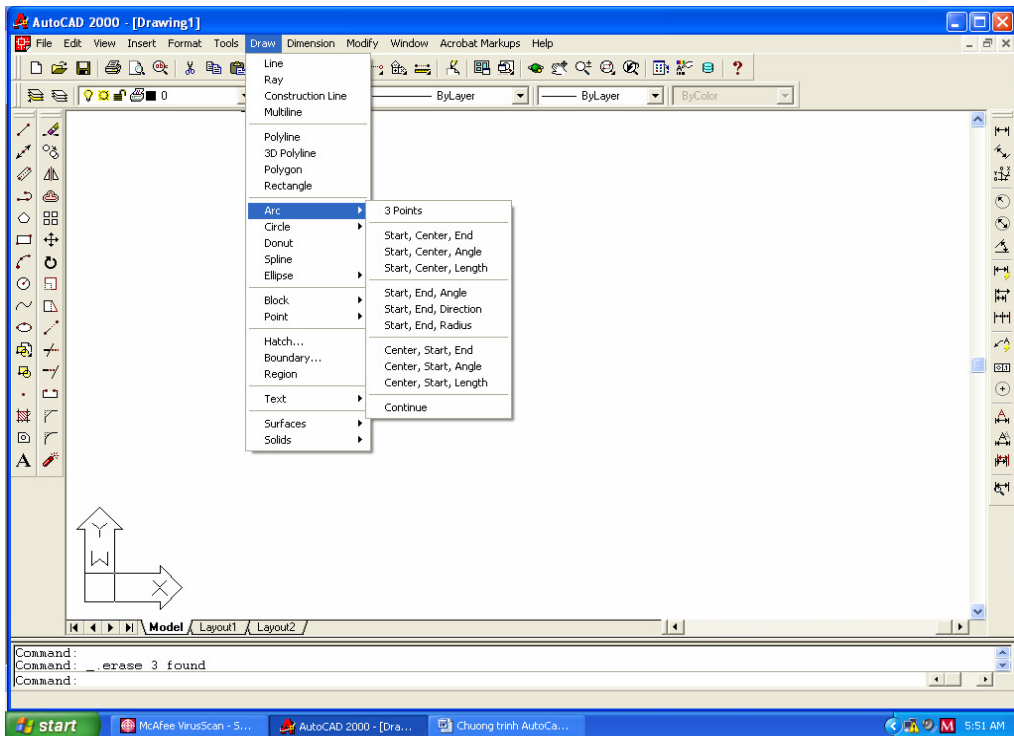 AutoCAD 2000 - [Drawing1]
File Edit View Insert Format Tools Draw Dimension Modify Window Acrobat Markups Help
0 ByLayer ByLayer ByColor
Line
Ray
Construction Line
Multiline
Polyline
3D Polyline
Polygon
Rectangle
Arc
Circle
Donut
Spline
Ellipse
Block
Point
Hatch...
Boundary...
Region
Text
Surfaces
Solids
3 Points
Start, Center, End
Start, Center, Angle
Start, Center, Length
Start, End, Angle
Start, End, Direction
Start, End, Radius
Center, Start, End
Center, Start, Angle
Center, Start, Length
Continue
A
Y
W
X
Model Layout1 Layout2
Command:
Command: _.erase 3 found
Command:
start McAfee VirusScan - S... AutoCAD 2000 - [Dra... Chuong trinh AutoCa... M 5:51 AM